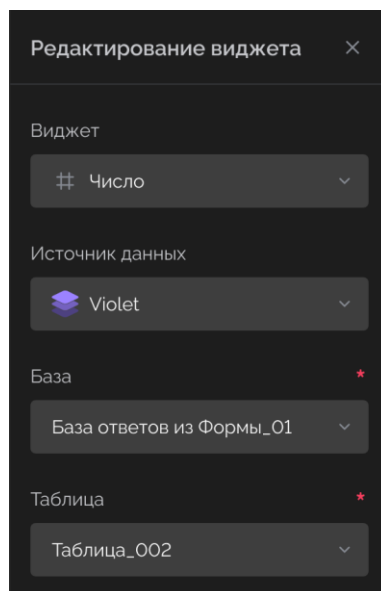 Редактирование виджета
Виджет
Число
Источник данных
Violet
База *
База ответов из Формы_01
Таблица *
Таблица_002